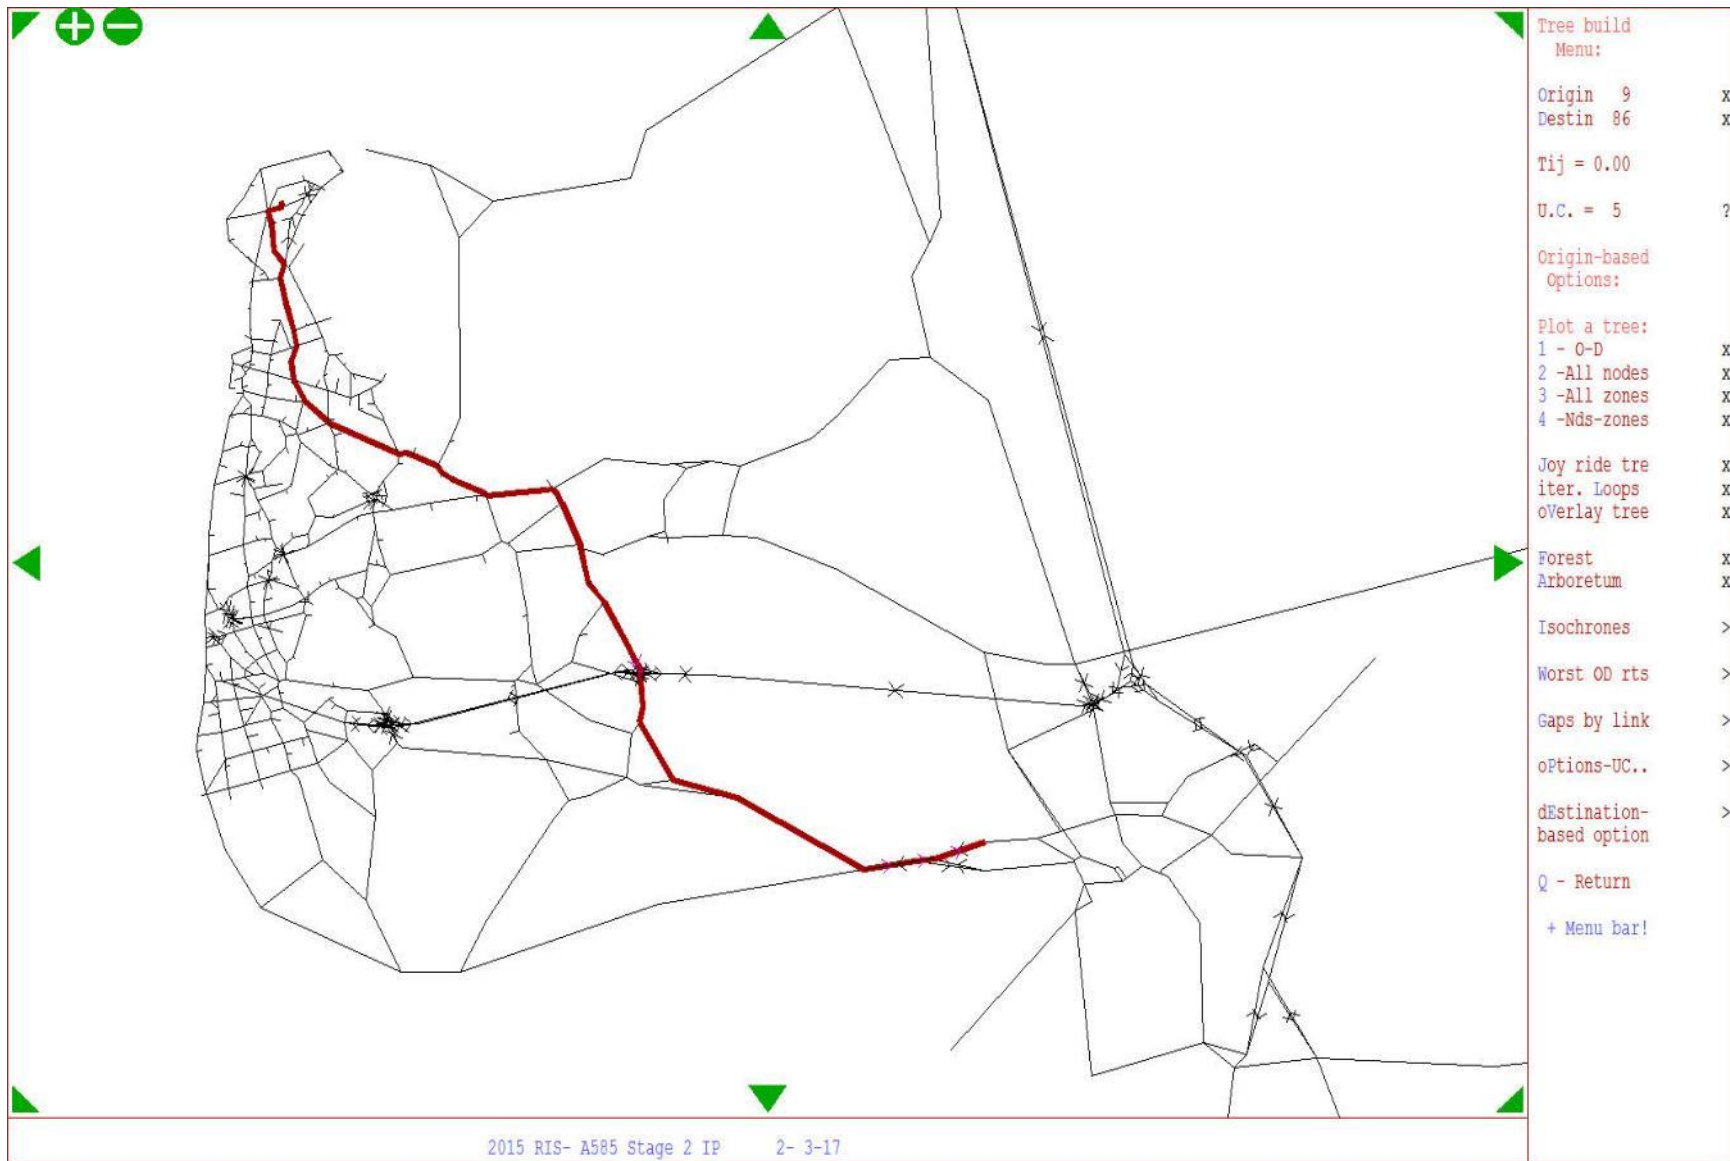 Tree build
Menu:
Origin 9 x
Destin 86 x
Tij = 0.00
U.C. = 5 ?
Origin-based
Options:
Plot a tree:
1 - O-D x
2 -All nodes x
3 -All zones x
4 -Nds-zones x
Joy ride tre x
iter. Loops x
oVerlay tree x
Forest x
Arboretum x
Isochrones >
Worst OD rts >
Gaps by link >
oPtions-UC.. >
dEstination- >
based option
Q - Return
+ Menu bar!
2015 RIS- A585 Stage 2 IP 2- 3-17